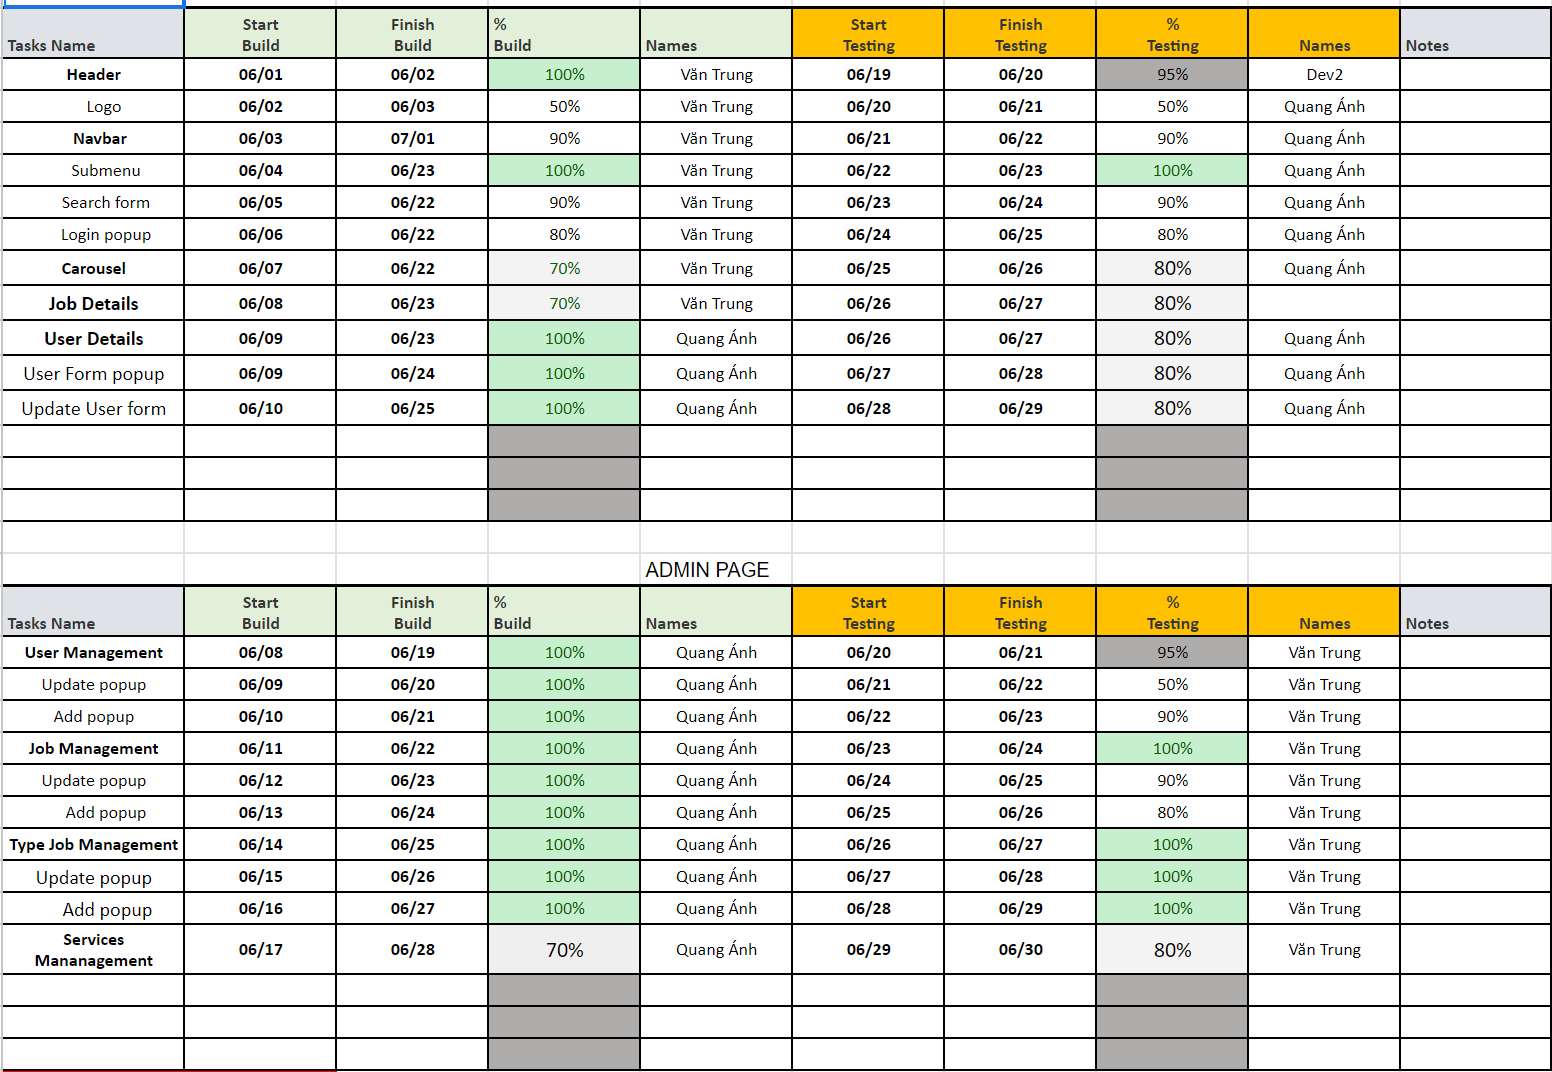 Tasks Name Start Build Finish Build % Build Names Start Testing Finish Testing % Testing Names Notes
Header 06/01 06/02 100% Văn Trung 06/19 06/20 95% Dev2
Logo 06/02 06/03 50% Văn Trung 06/20 06/21 50% Quang Ánh
Navbar 06/03 07/01 90% Văn Trung 06/21 06/22 90% Quang Ánh
Submenu 06/04 06/23 100% Văn Trung 06/22 06/23 100% Quang Ánh
Search form 06/05 06/22 90% Văn Trung 06/23 06/24 90% Quang Ánh
Login popup 06/06 06/22 80% Văn Trung 06/24 06/25 80% Quang Ánh
Carousel 06/07 06/22 70% Văn Trung 06/25 06/26 80% Quang Ánh
Job Details 06/08 06/23 70% Văn Trung 06/26 06/27 80%
User Details 06/09 06/23 100% Quang Ánh 06/26 06/27 80% Quang Ánh
User Form popup 06/09 06/24 100% Quang Ánh 06/27 06/28 80% Quang Ánh
Update User form 06/10 06/25 100% Quang Ánh 06/28 06/29 80% Quang Ánh
ADMIN PAGE
Tasks Name Start Build Finish Build % Build Names Start Testing Finish Testing % Testing Names Notes
User Management 06/08 06/19 100% Quang Ánh 06/20 06/21 95% Văn Trung
Update popup 06/09 06/20 100% Quang Ánh 06/21 06/22 50% Văn Trung
Add popup 06/10 06/21 100% Quang Ánh 06/22 06/23 90% Văn Trung
Job Management 06/11 06/22 100% Quang Ánh 06/23 06/24 100% Văn Trung
Update popup 06/12 06/23 100% Quang Ánh 06/24 06/25 90% Văn Trung
Add popup 06/13 06/24 100% Quang Ánh 06/25 06/26 80% Văn Trung
Type Job Management 06/14 06/25 100% Quang Ánh 06/26 06/27 100% Văn Trung
Update popup 06/15 06/26 100% Quang Ánh 06/27 06/28 100% Văn Trung
Add popup 06/16 06/27 100% Quang Ánh 06/28 06/29 100% Văn Trung
Services Mananagement 06/17 06/28 70% Quang Ánh 06/29 06/30 80% Văn Trung